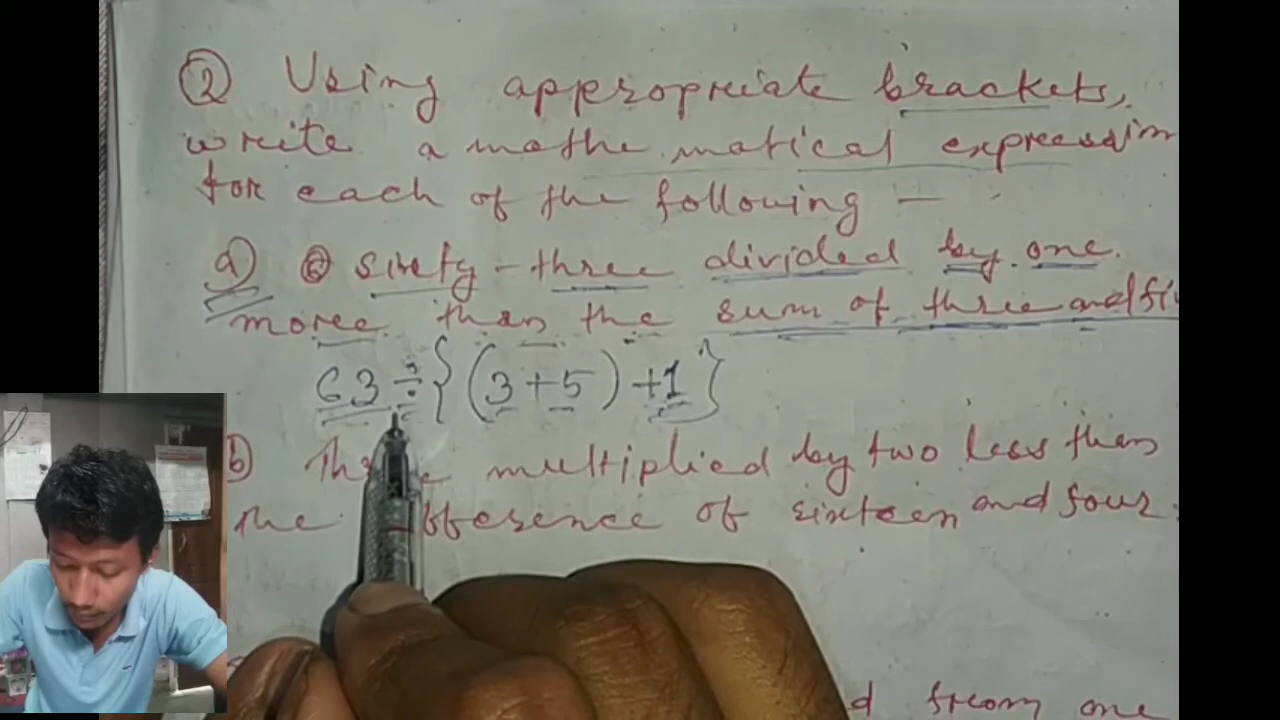 ② Using appropriate brackets,
write a mathematical expression
for each of the following —
a) Sixty-three divided by one
more than the sum of three and
63 ÷ { (3+5) +1 }
b) multiplied by two less than
the of sixteen and four
from one